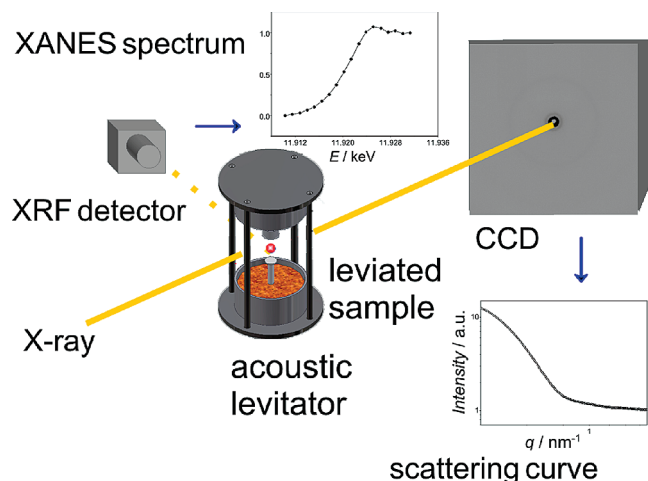 XANES spectrum
1.0
0.5
0.0
11.912 11.920 11.928 11.936
E / keV
XRF detector
CCD
leviated
sample
X-ray
acoustic
levitator
Intensity / a.u.
10
1
1
q / nm⁻¹
scattering curve